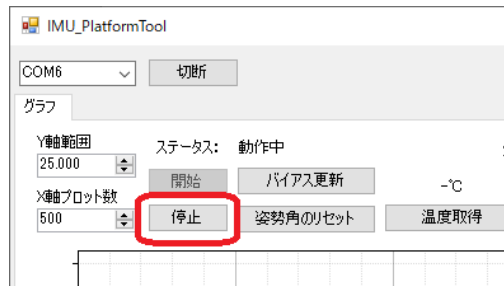 IMU_PlatformTool
COM6 切断
グラフ
Y軸範囲 ステータス: 動作中
25.000 開始 バイアス更新 -℃
X軸プロット数
500 停止 姿勢角のリセット 温度取得